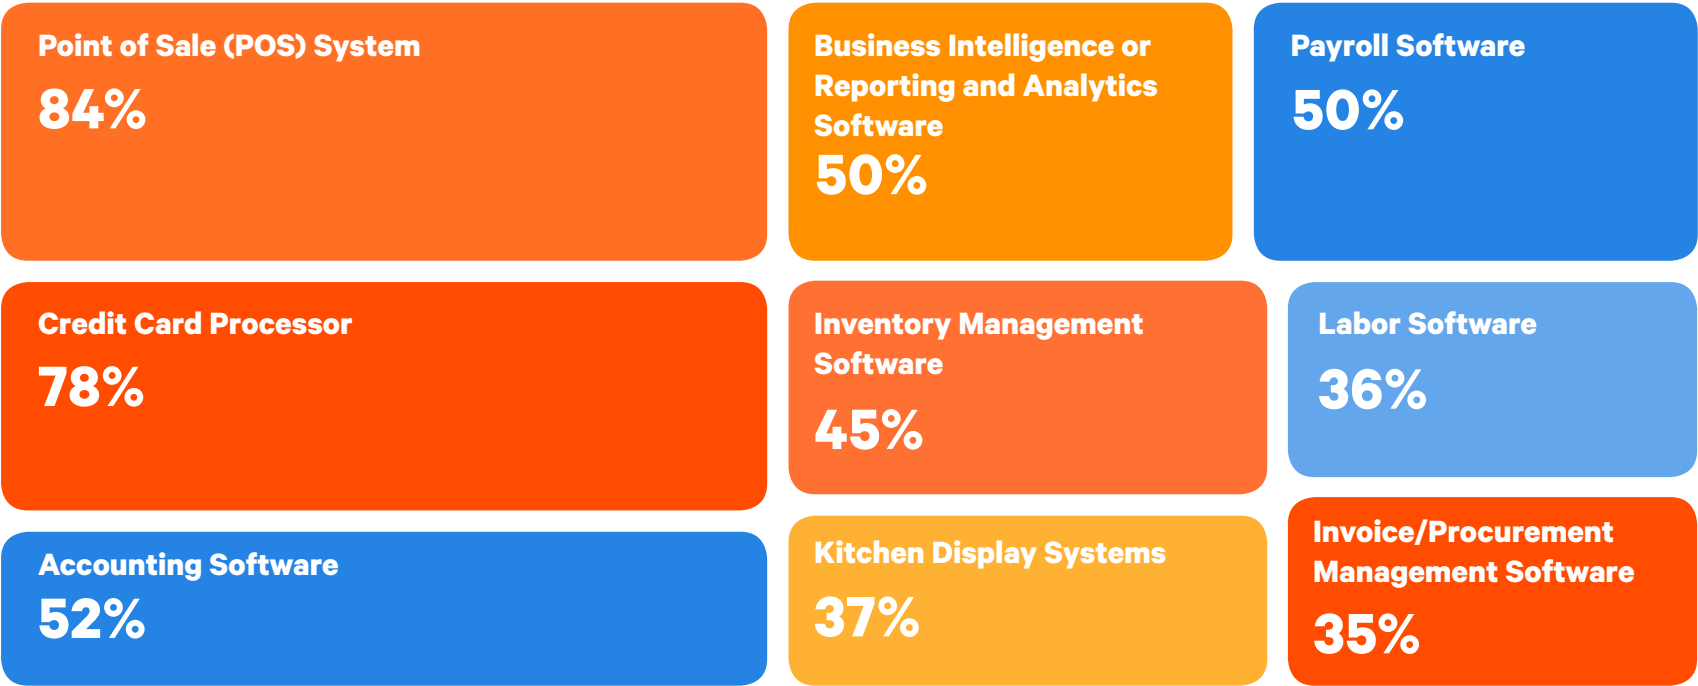 Point of Sale (POS) System
84%
Business Intelligence or
Reporting and Analytics
Software
50%
Payroll Software
50%
Credit Card Processor
78%
Inventory Management
Software
45%
Labor Software
36%
Accounting Software
52%
Kitchen Display Systems
37%
Invoice/Procurement
Management Software
35%